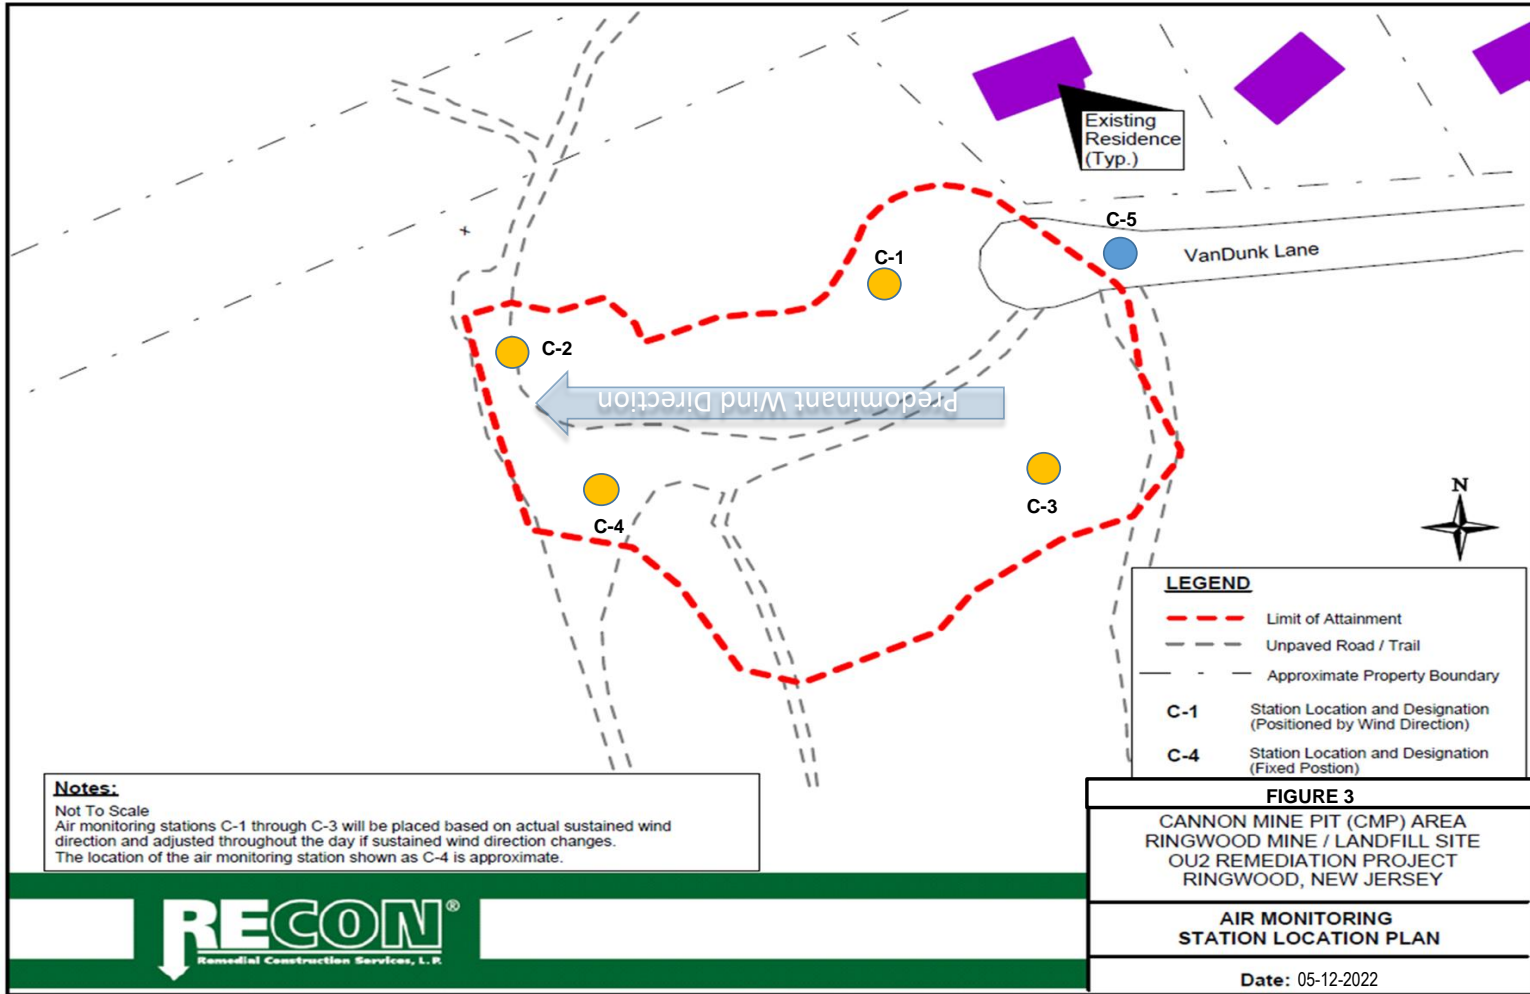 Existing
Residence
(Typ.)
C-5
VanDunk Lane
C-1
x
C-2
Predominant Wind Direction
C-3
C-4
N
LEGEND
Limit of Attainment
Unpaved Road / Trail
Approximate Property Boundary
C-1 Station Location and Designation
(Positioned by Wind Direction)
C-4 Station Location and Designation
(Fixed Postion)
Notes:
Not To Scale
Air monitoring stations C-1 through C-3 will be placed based on actual sustained wind
direction and adjusted throughout the day if sustained wind direction changes.
The location of the air monitoring station shown as C-4 is approximate.
FIGURE 3
CANNON MINE PIT (CMP) AREA
RINGWOOD MINE / LANDFILL SITE
OU2 REMEDIATION PROJECT
RINGWOOD, NEW JERSEY
AIR MONITORING
STATION LOCATION PLAN
Date: 05-12-2022
RECON®
Remedial Construction Services, L.P.